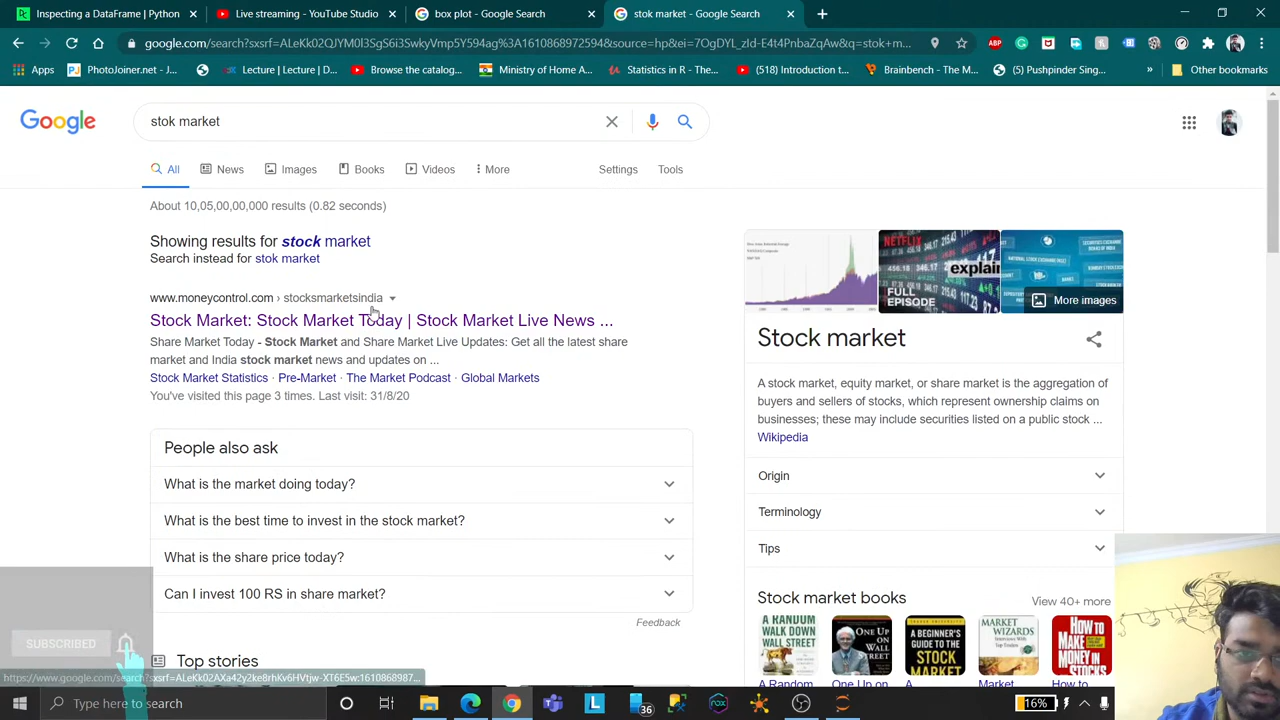 Inspecting a DataFrame | Python
Live streaming - YouTube Studio
box plot - Google Search
stok market - Google Search
google.com/search?sxsrf=ALeKk02QJYM0I3SgS6i3SwkyVmp5Y594ag%3A1610868972594&source=hp&ei=7OgDYL_zId-E4t4PnbaZqAw&q=stok+m...
Apps
PhotoJoiner.net - J...
Lecture | Lecture | D...
Browse the catalog...
Ministry of Home A...
Statistics in R - The...
(518) Introduction t...
Brainbench - The M...
(5) Pushpinder Sing...
Other bookmarks
Google
stok market
All
News
Images
Books
Videos
More
Settings
Tools
About 10,05,00,00,000 results (0.82 seconds)
Showing results for stock market
Search instead for stok market
www.moneycontrol.com › stocksmarketsindia
Stock Market: Stock Market Today | Stock Market Live News ...
Share Market Today - Stock Market and Share Market Live Updates: Get all the latest share
market and India stock market news and updates on ...
Stock Market Statistics · Pre-Market · The Market Podcast · Global Markets
You've visited this page 3 times. Last visit: 31/8/20
People also ask
What is the market doing today?
What is the best time to invest in the stock market?
What is the share price today?
Can I invest 100 RS in share market?
Feedback
Top stories
NETFLIX
explain
FULL
EPISODE
More images
Stock market
A stock market, equity market, or share market is the aggregation of
buyers and sellers of stocks, which represent ownership claims on
businesses; these may include securities listed on a public stock ...
Wikipedia
Origin
Terminology
Tips
Stock market books
View 40+ more
A RANDOM
WALK DOWN
WALL STREET
ONE UP
ON WALL
STREET
A BEGINNER'S
GUIDE TO THE
STOCK
MARKET
MARKET
WIZARDS
HOW TO
MAKE
MONEY
IN STOCKS
A Random
One Up on
A
Market
How to
SUBSCRIBED
Type here to search
36
16%